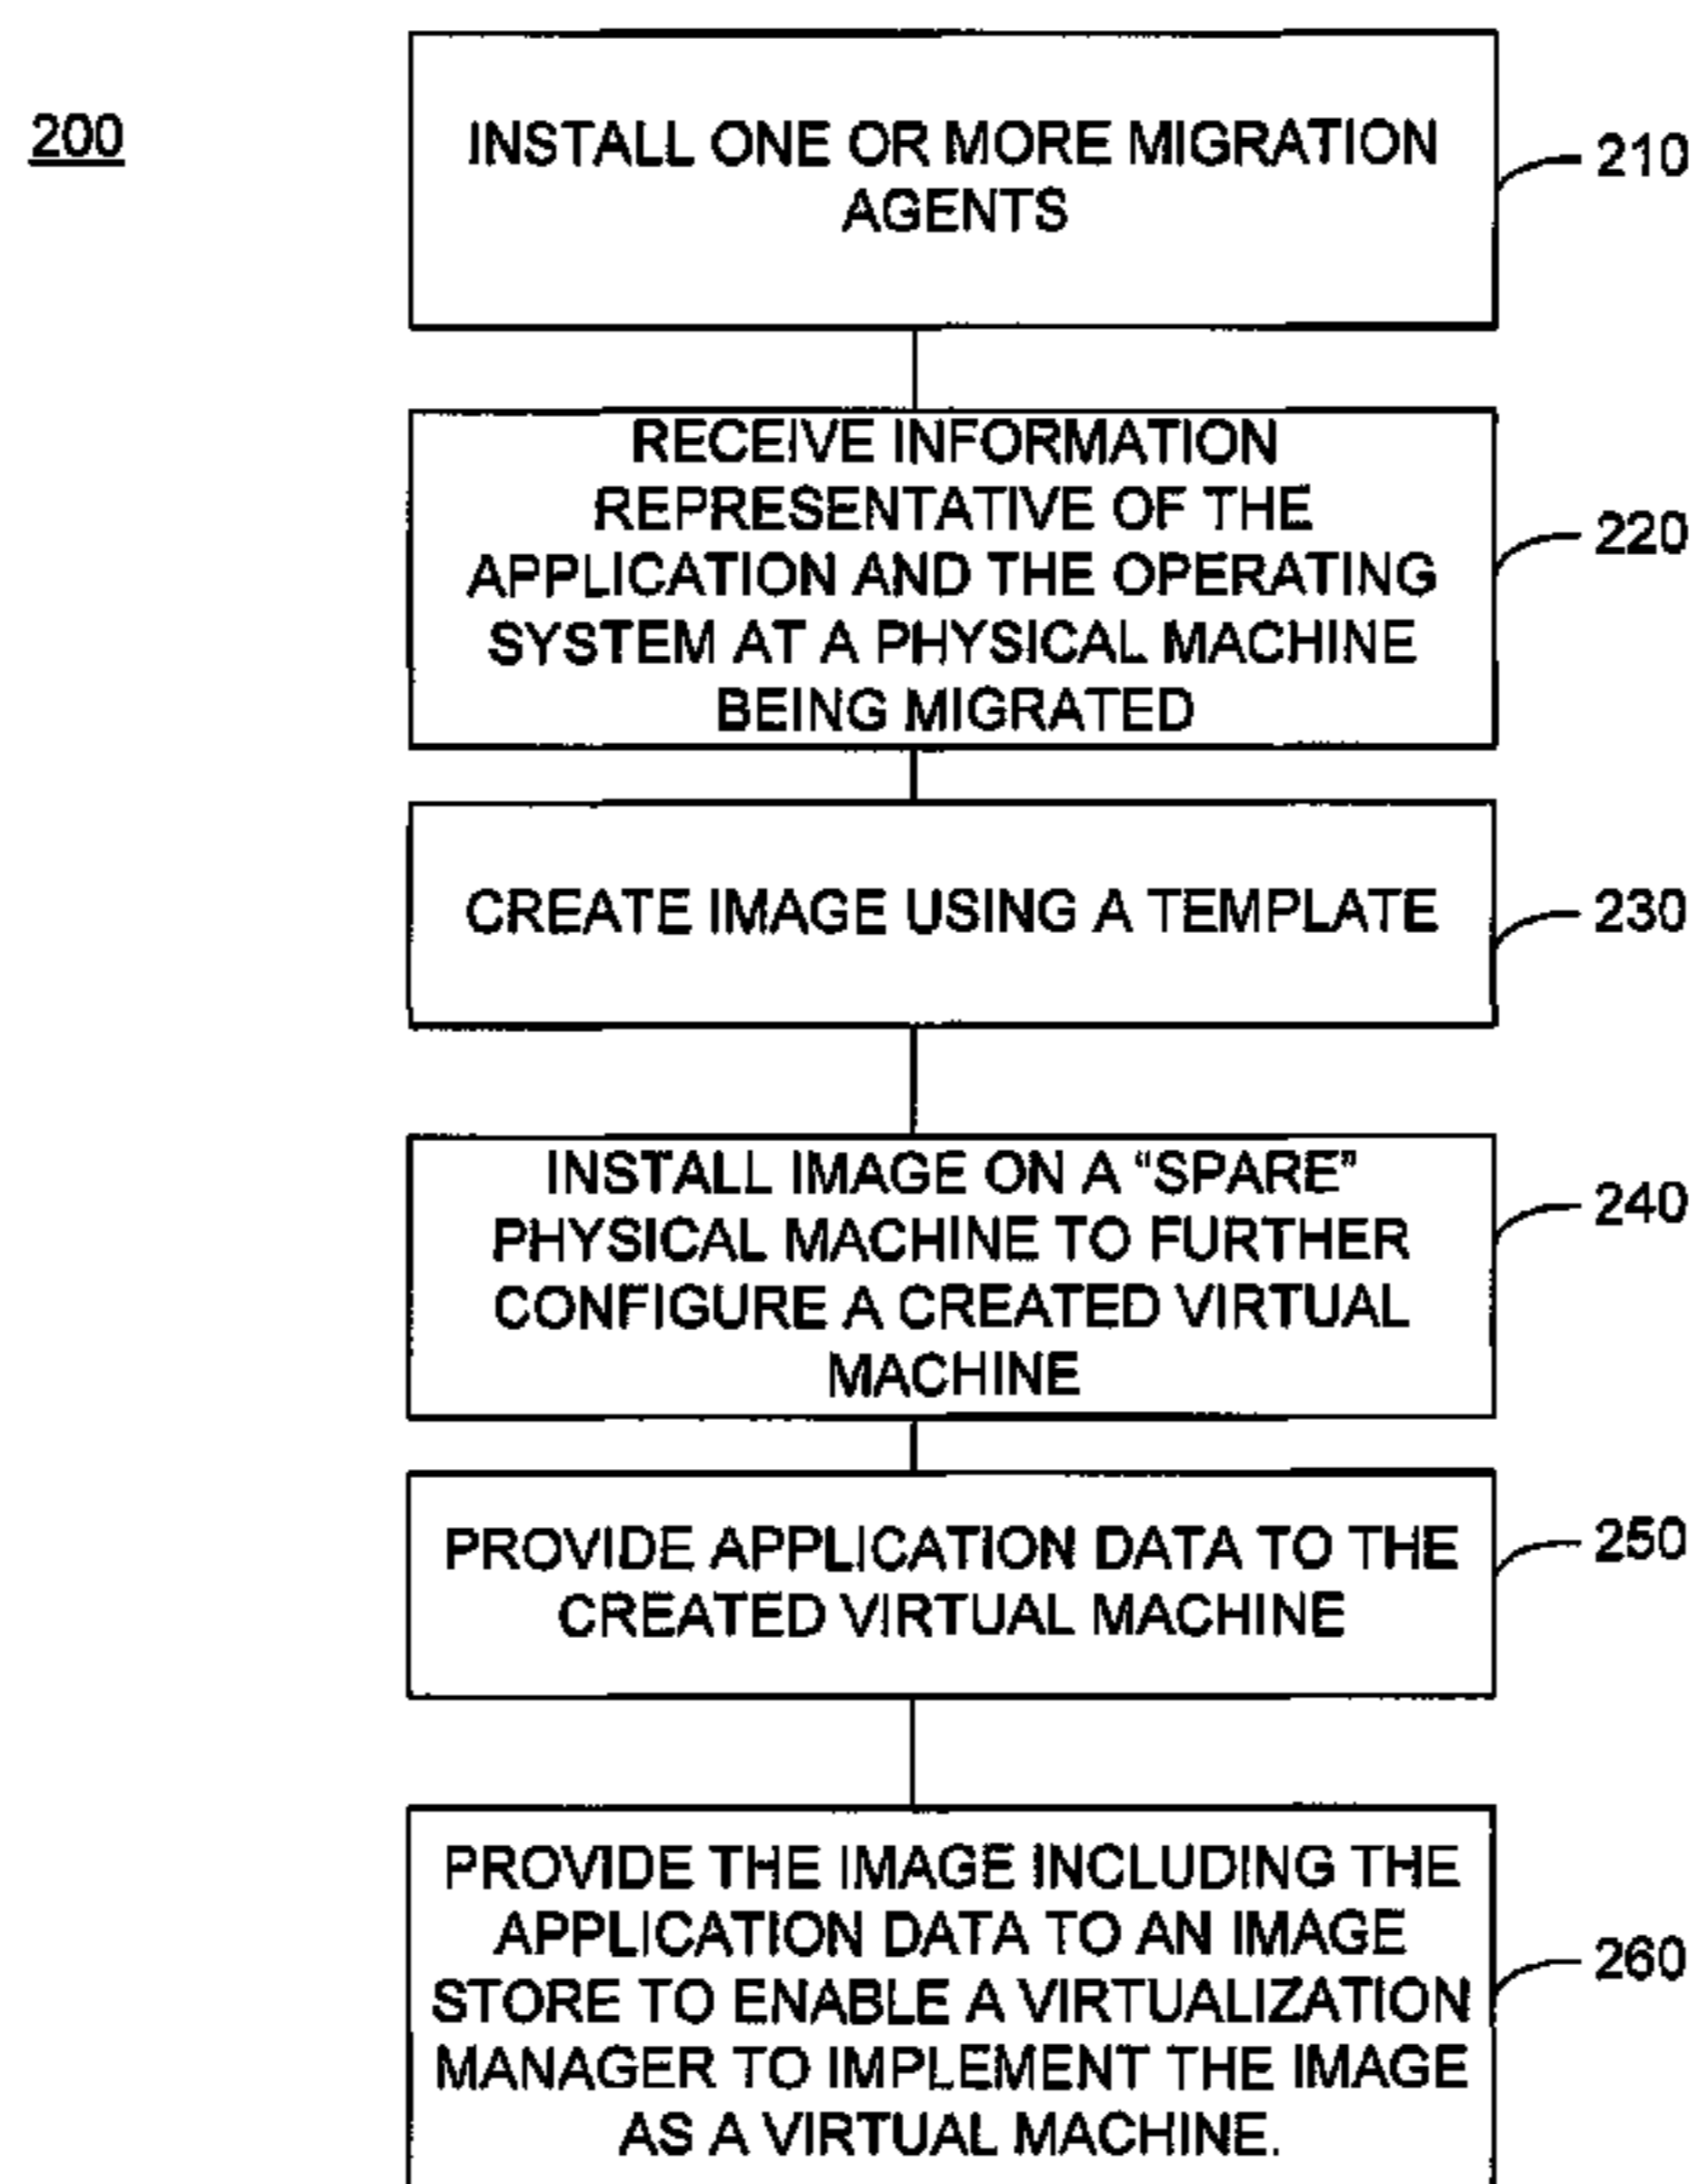 200
INSTALL ONE OR MORE MIGRATION
AGENTS
210
RECEIVE INFORMATION
REPRESENTATIVE OF THE
APPLICATION AND THE OPERATING
SYSTEM AT A PHYSICAL MACHINE
BEING MIGRATED
220
CREATE IMAGE USING A TEMPLATE
230
INSTALL IMAGE ON A “SPARE”
PHYSICAL MACHINE TO FURTHER
CONFIGURE A CREATED VIRTUAL
MACHINE
240
PROVIDE APPLICATION DATA TO THE
CREATED VIRTUAL MACHINE
250
PROVIDE THE IMAGE INCLUDING THE
APPLICATION DATA TO AN IMAGE
STORE TO ENABLE A VIRTUALIZATION
MANAGER TO IMPLEMENT THE IMAGE
AS A VIRTUAL MACHINE.
260